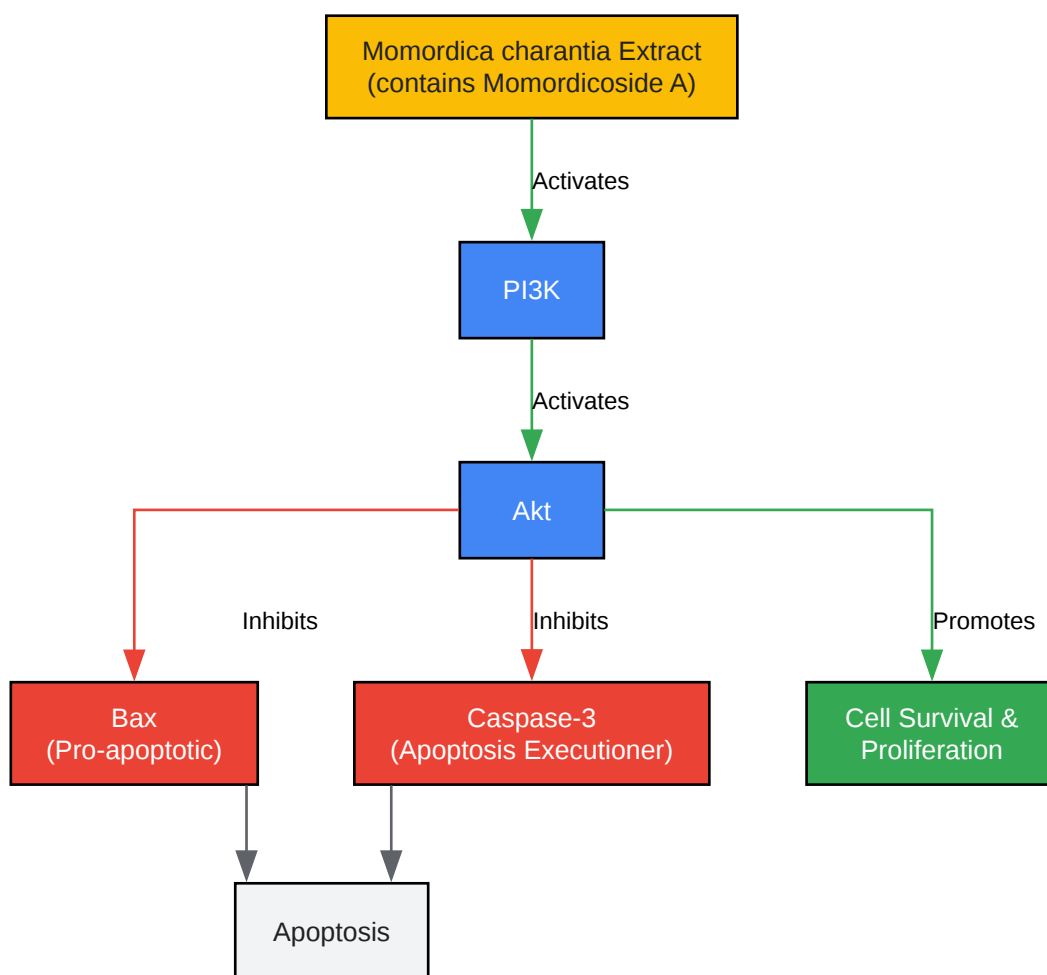 Momordica charantia Extract
(contains Momordicoside A)
Activates
PI3K
Activates
Akt
Inhibits
Inhibits
Promotes
Bax
(Pro-apoptotic)
Caspase-3
(Apoptosis Executioner)
Cell Survival &
Proliferation
Apoptosis